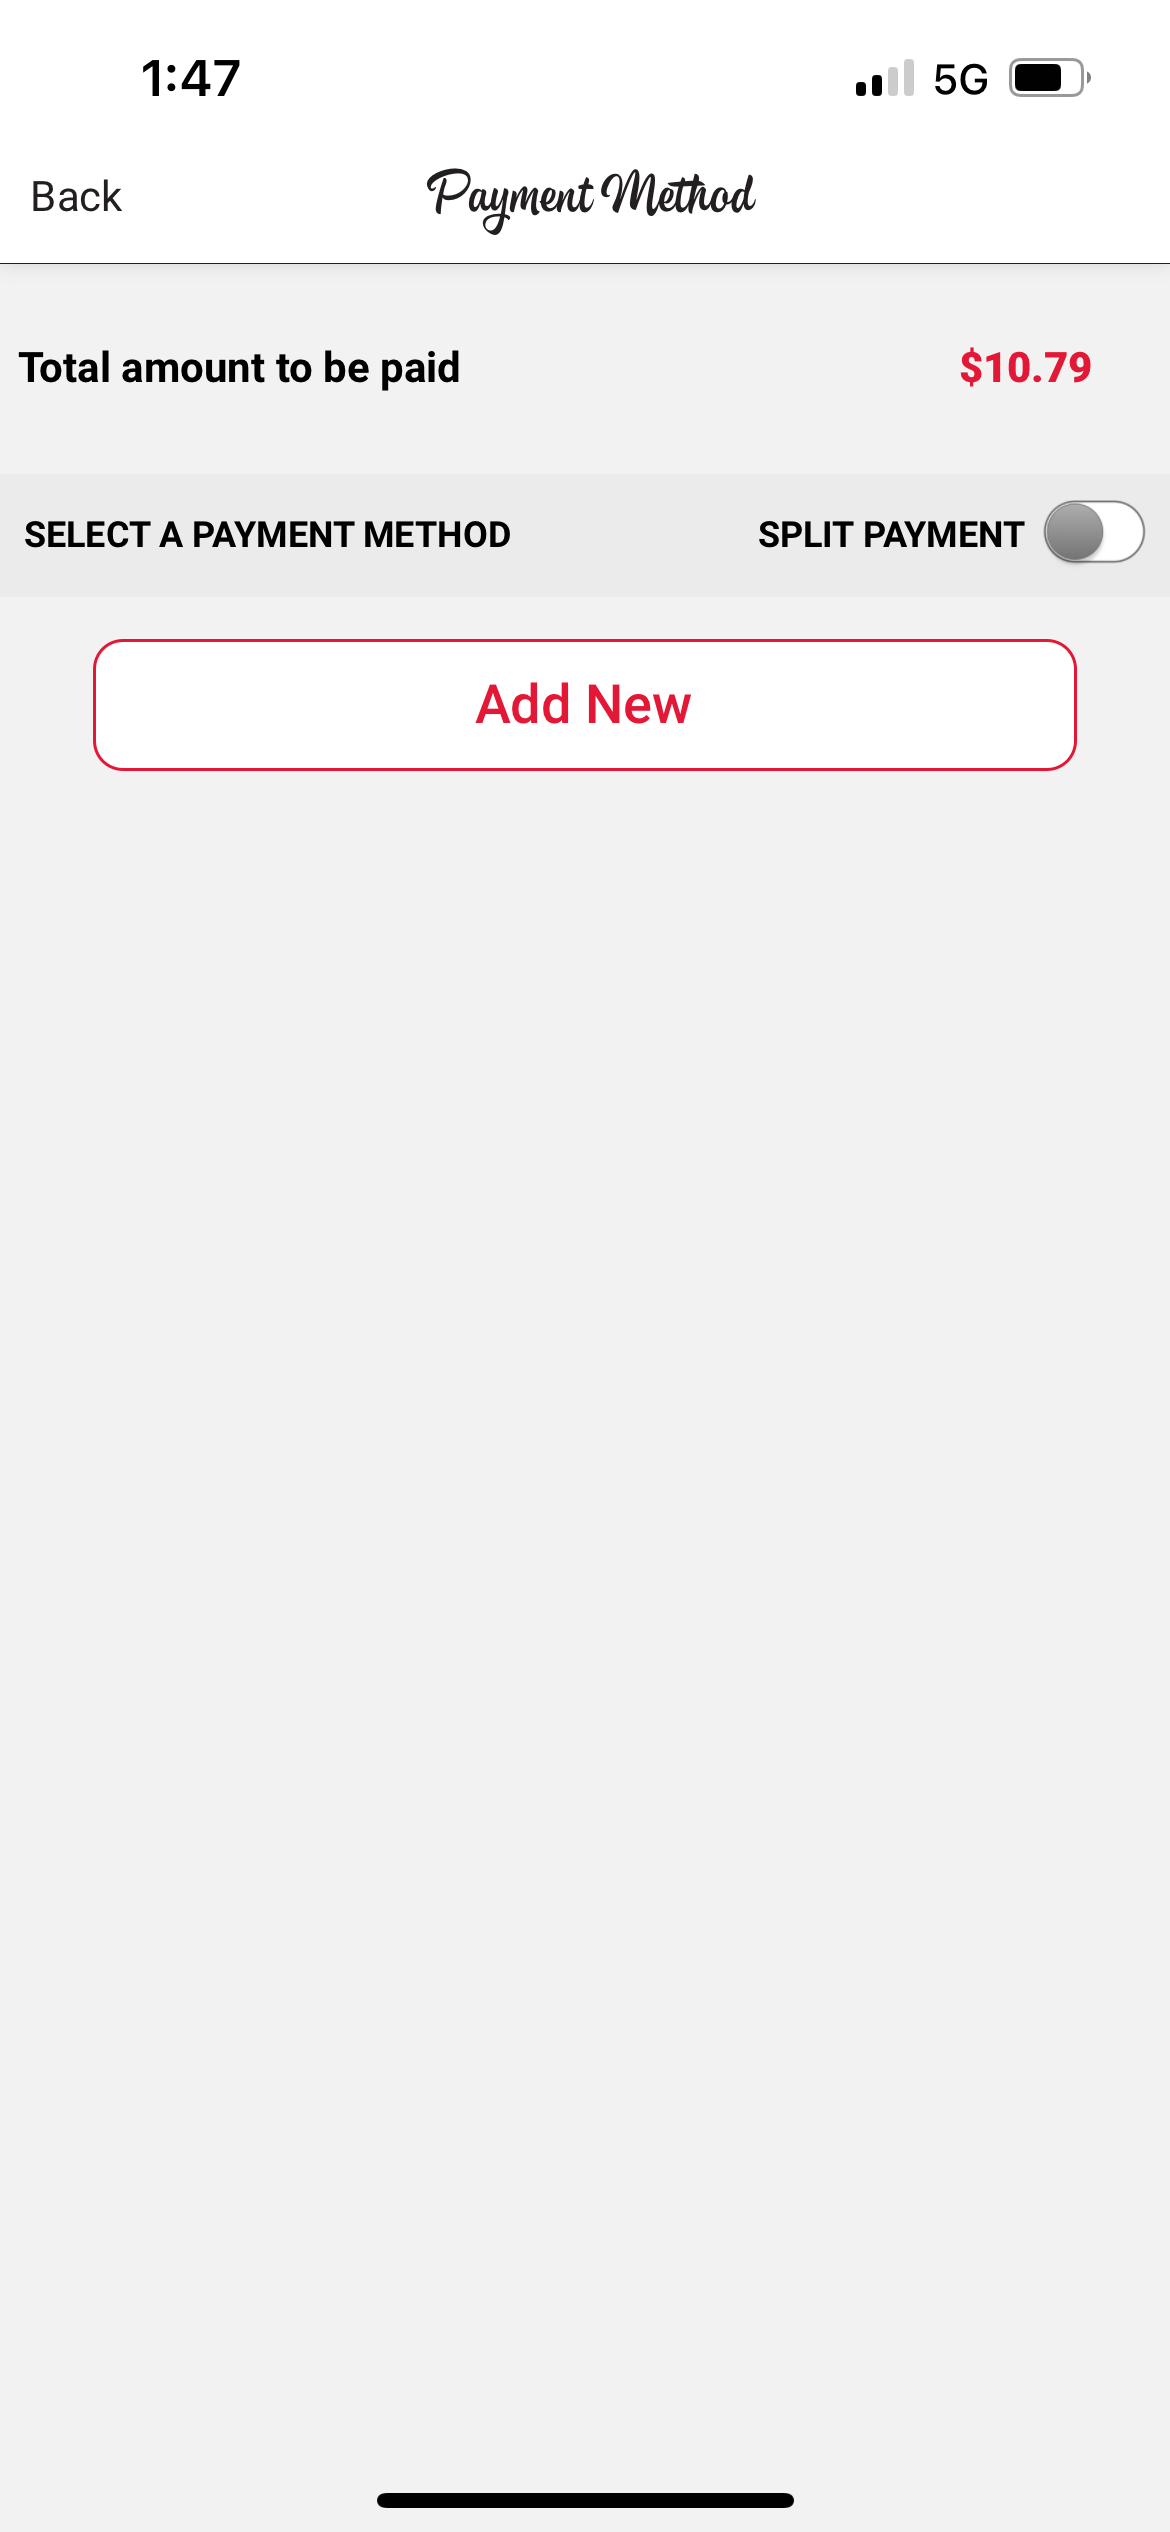 1:47 5G
Back Payment Method
Total amount to be paid $10.79
SELECT A PAYMENT METHOD SPLIT PAYMENT
Add New